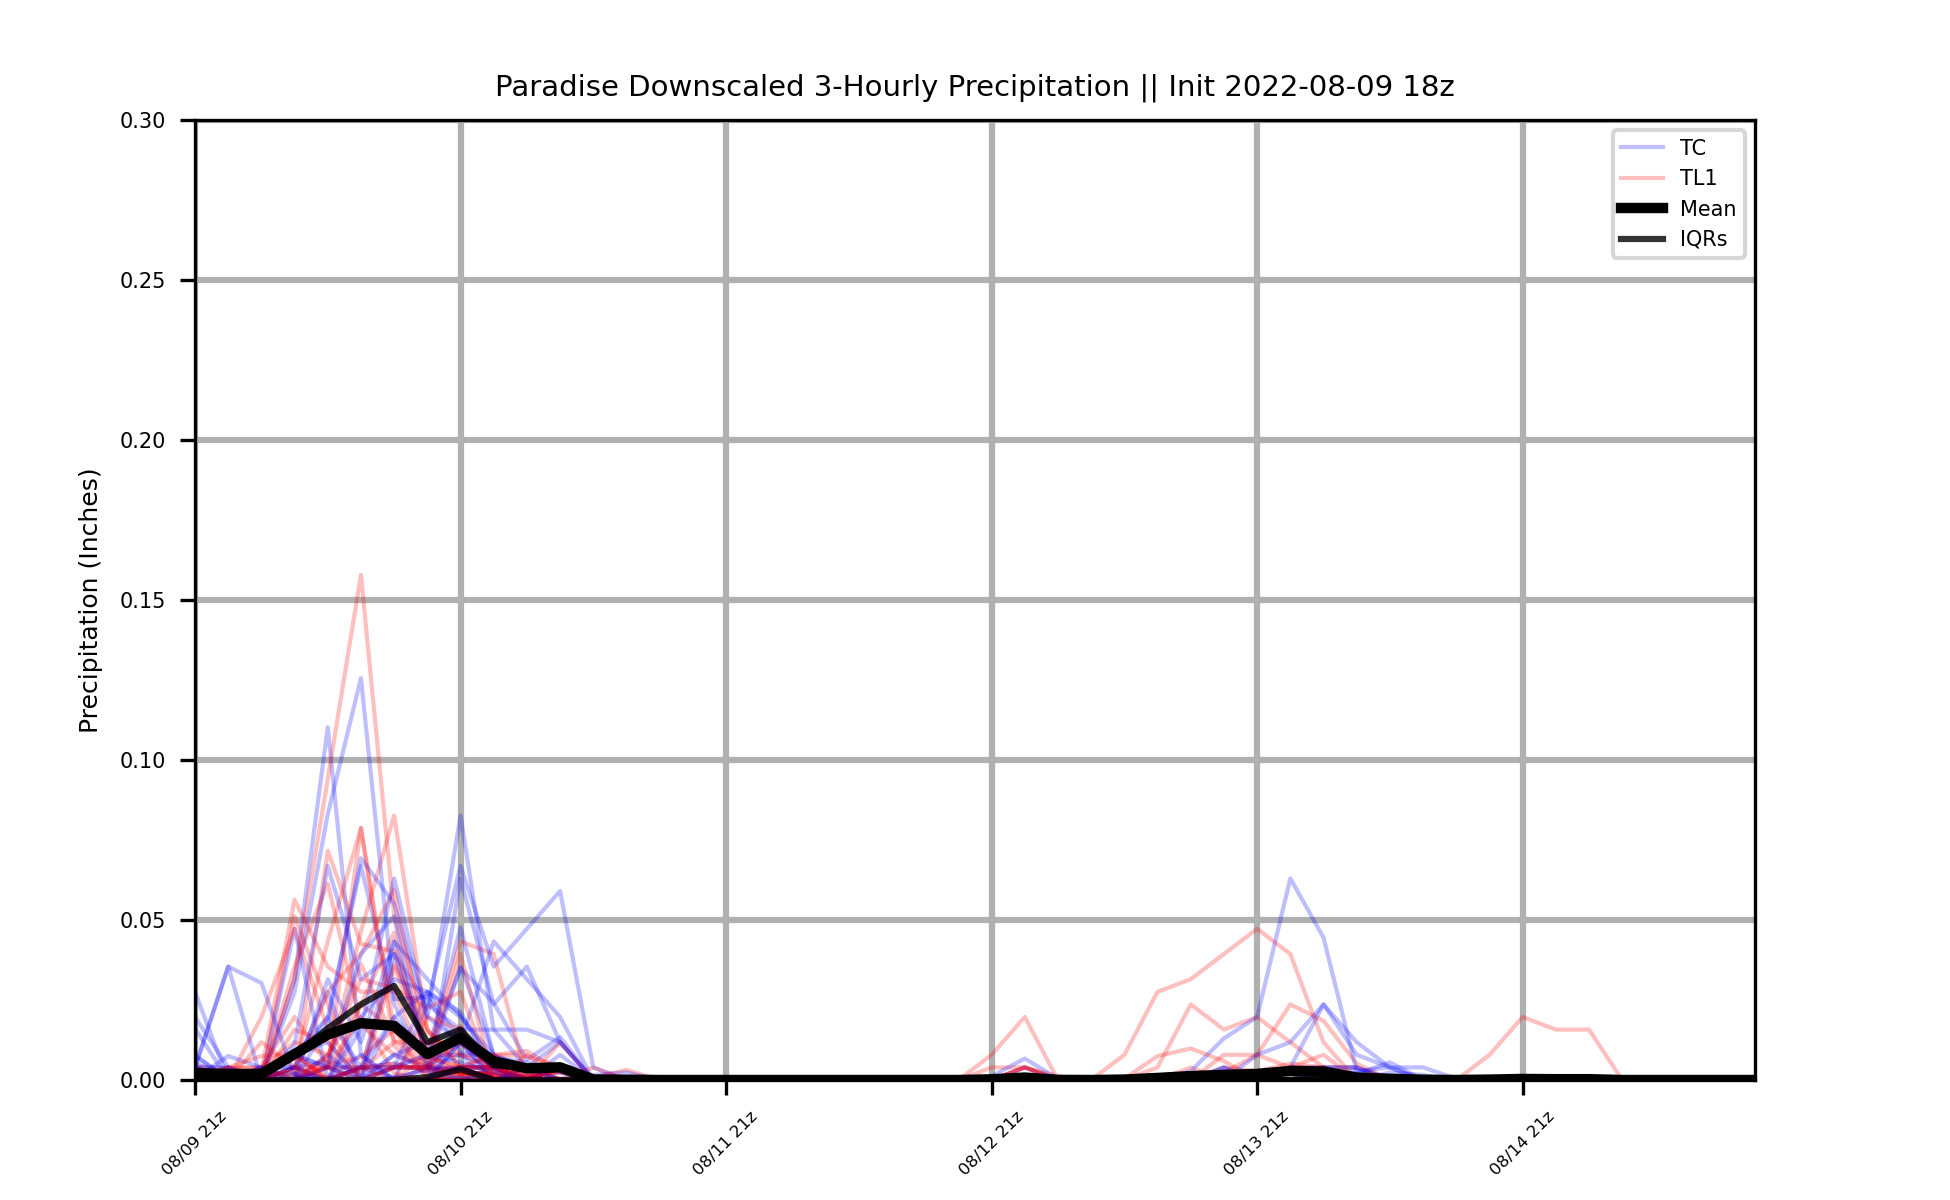 Paradise Downscaled 3-Hourly Precipitation || Init 2022-08-09 18z
TC
TL1
Mean
IQRs
Precipitation (Inches)
0.30
0.25
0.20
0.15
0.10
0.05
0.00
08/09 21z
08/10 21z
08/11 21z
08/12 21z
08/13 21z
08/14 21z